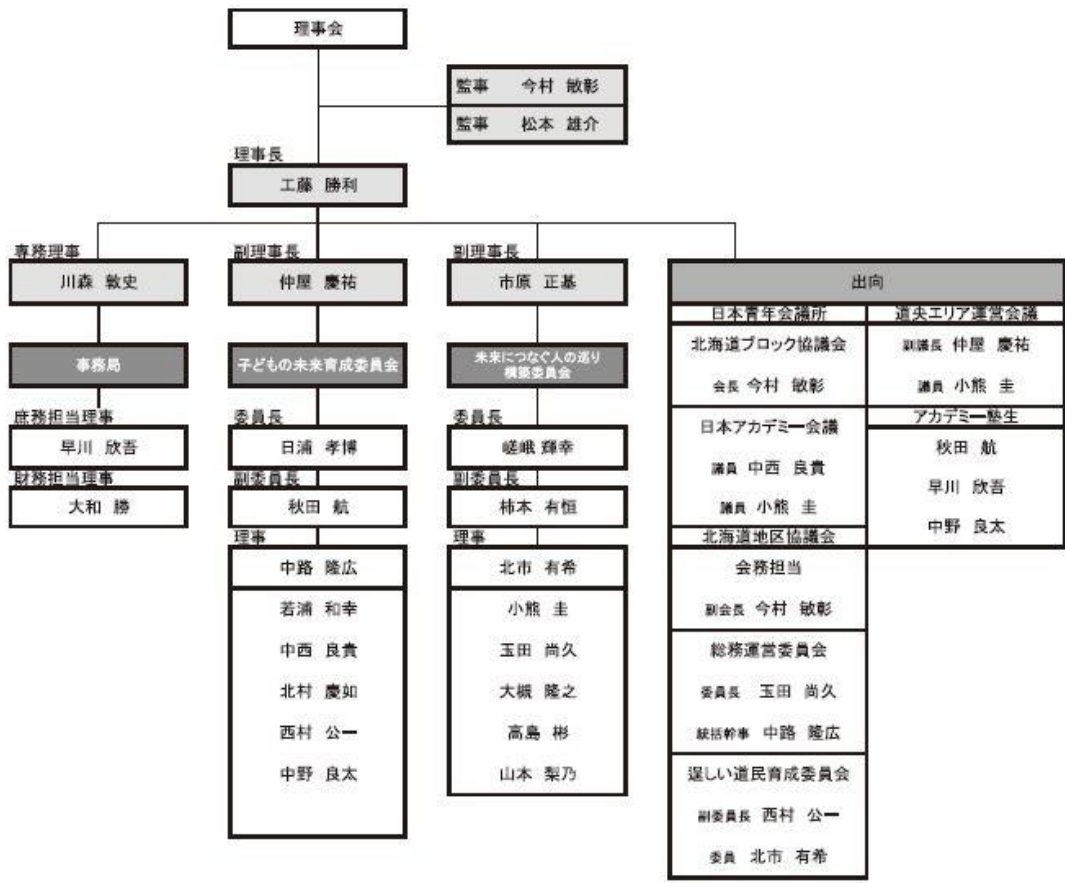 理事会
監事 今村 敏彰
監事 松本 雄介
理事長
工藤 勝利
専務理事
川森 敦史
事務局
庶務担当理事
早川 欣吾
財務担当理事
大和 勝
副理事長
仲屋 慶祐
子どもの未来育成委員会
委員長
日浦 孝博
副委員長
秋田 航
理事
中路 隆広
若浦 和幸
中西 良貴
北村 慶如
西村 公一
中野 良太
副理事長
市原 正基
未来につなぐ人の巡り
構築委員会
委員長
嵯峨 輝幸
副委員長
柿本 有恒
理事
北市 有希
小熊 圭
玉田 尚久
大槻 隆之
高島 彬
山本 梨乃
出向
日本青年会議所
北海道ブロック協議会
会長 今村 敏彰
日本アカデミー会議
議員 中西 良貴
議員 小熊 圭
北海道地区協議会
会務担当
副会長 今村 敏彰
総務運営委員会
委員長 玉田 尚久
統括幹事 中路 隆広
逞しい道民育成委員会
副委員長 西村 公一
委員 北市 有希
道央エリア運営会議
副議長 仲屋 慶祐
議員 小熊 圭
アカデミー塾生
秋田 航
早川 欣吾
中野 良太